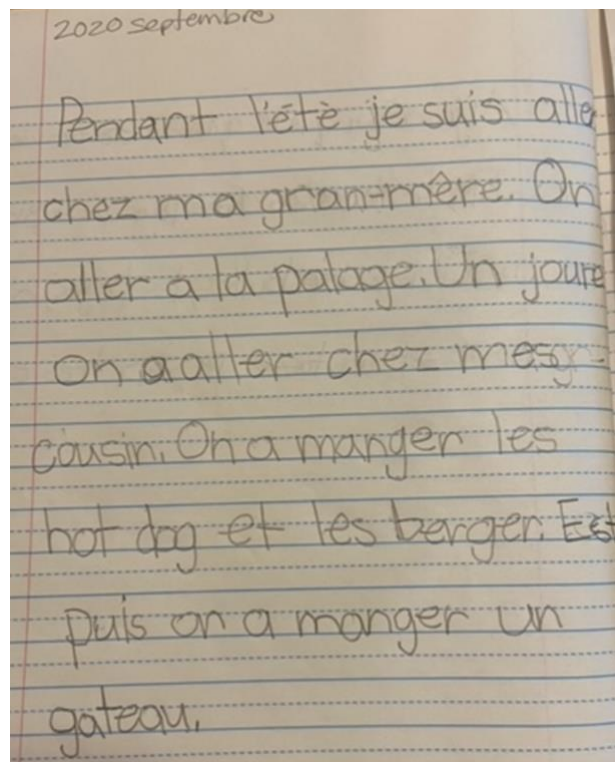 2020 septembre
Pendant l'étè je suis aller
chez ma gran-mère. On
aller a la palage. Un joure
on a aller chez mes
cousin. On a manger les
hot dog et les berger. Est
puis on a manger un
gateau.